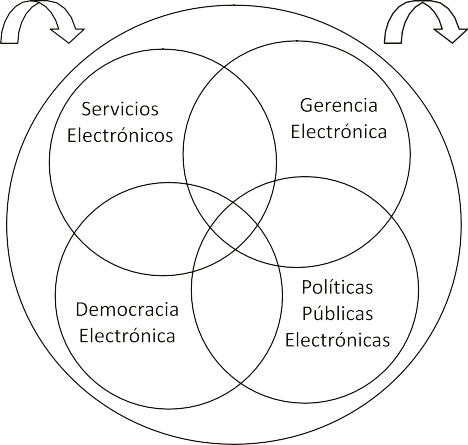 Servicios
Electrónicos
Gerencia
Electrónica
Democracia
Electrónica
Políticas
Públicas
Electrónicas